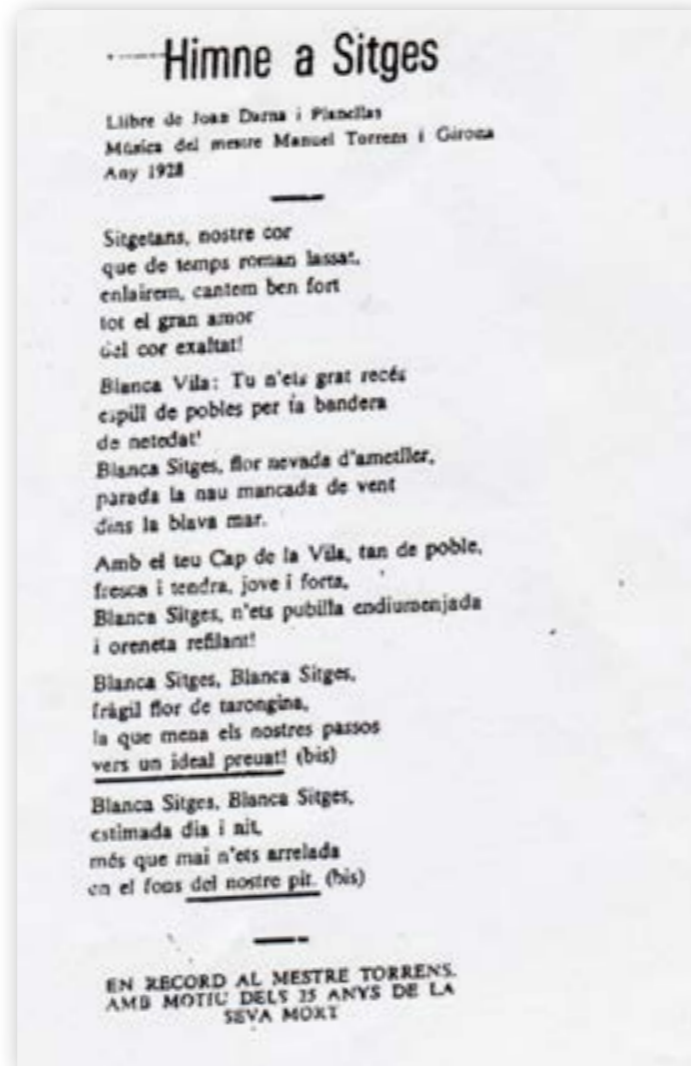 Himne a Sitges
Llibre de Joan Darna i Planellas
Música del mestre Manuel Torrens i Girona
Any 1928
Sitgetans, nostre cor
que de temps roman lassat,
enlairem, cantem ben fort
tot el gran amor
del cor exaltat!
Blanca Vila: Tu n'ets grat recés
espill de pobles per ta bandera
de netedat!
Blanca Sitges, flor nevada d'ametller,
parada la nau mancada de vent
dins la blava mar.
Amb el teu Cap de la Vila, tan de poble,
fresca i tendra, jove i forta,
Blanca Sitges, n'ets pubilla endiumenjada
i oreneta refilant!
Blanca Sitges, Blanca Sitges,
fràgil flor de tarongina,
la que mena els nostres passos
vers un ideal preuat! (bis)
Blanca Sitges, Blanca Sitges,
estimada dia i nit,
més que mai n'ets arrelada
en el fons del nostre pit. (bis)
EN RECORD AL MESTRE TORRENS.
AMB MOTIU DELS 25 ANYS DE LA
SEVA MORT